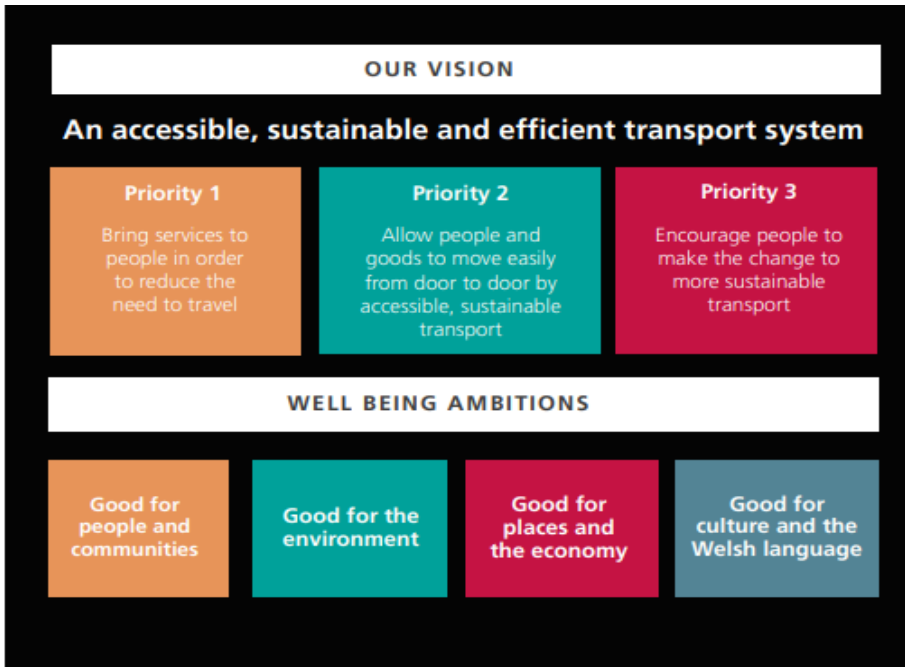 OUR VISION
An accessible, sustainable and efficient transport system
Priority 1
Bring services to
people in order
to reduce the
need to travel
Priority 2
Allow people and
goods to move easily
from door to door by
accessible, sustainable
transport
Priority 3
Encourage people to
make the change to
more sustainable
transport
WELL BEING AMBITIONS
Good for
people and
communities
Good for the
environment
Good for
places and
the economy
Good for
culture and the
Welsh language